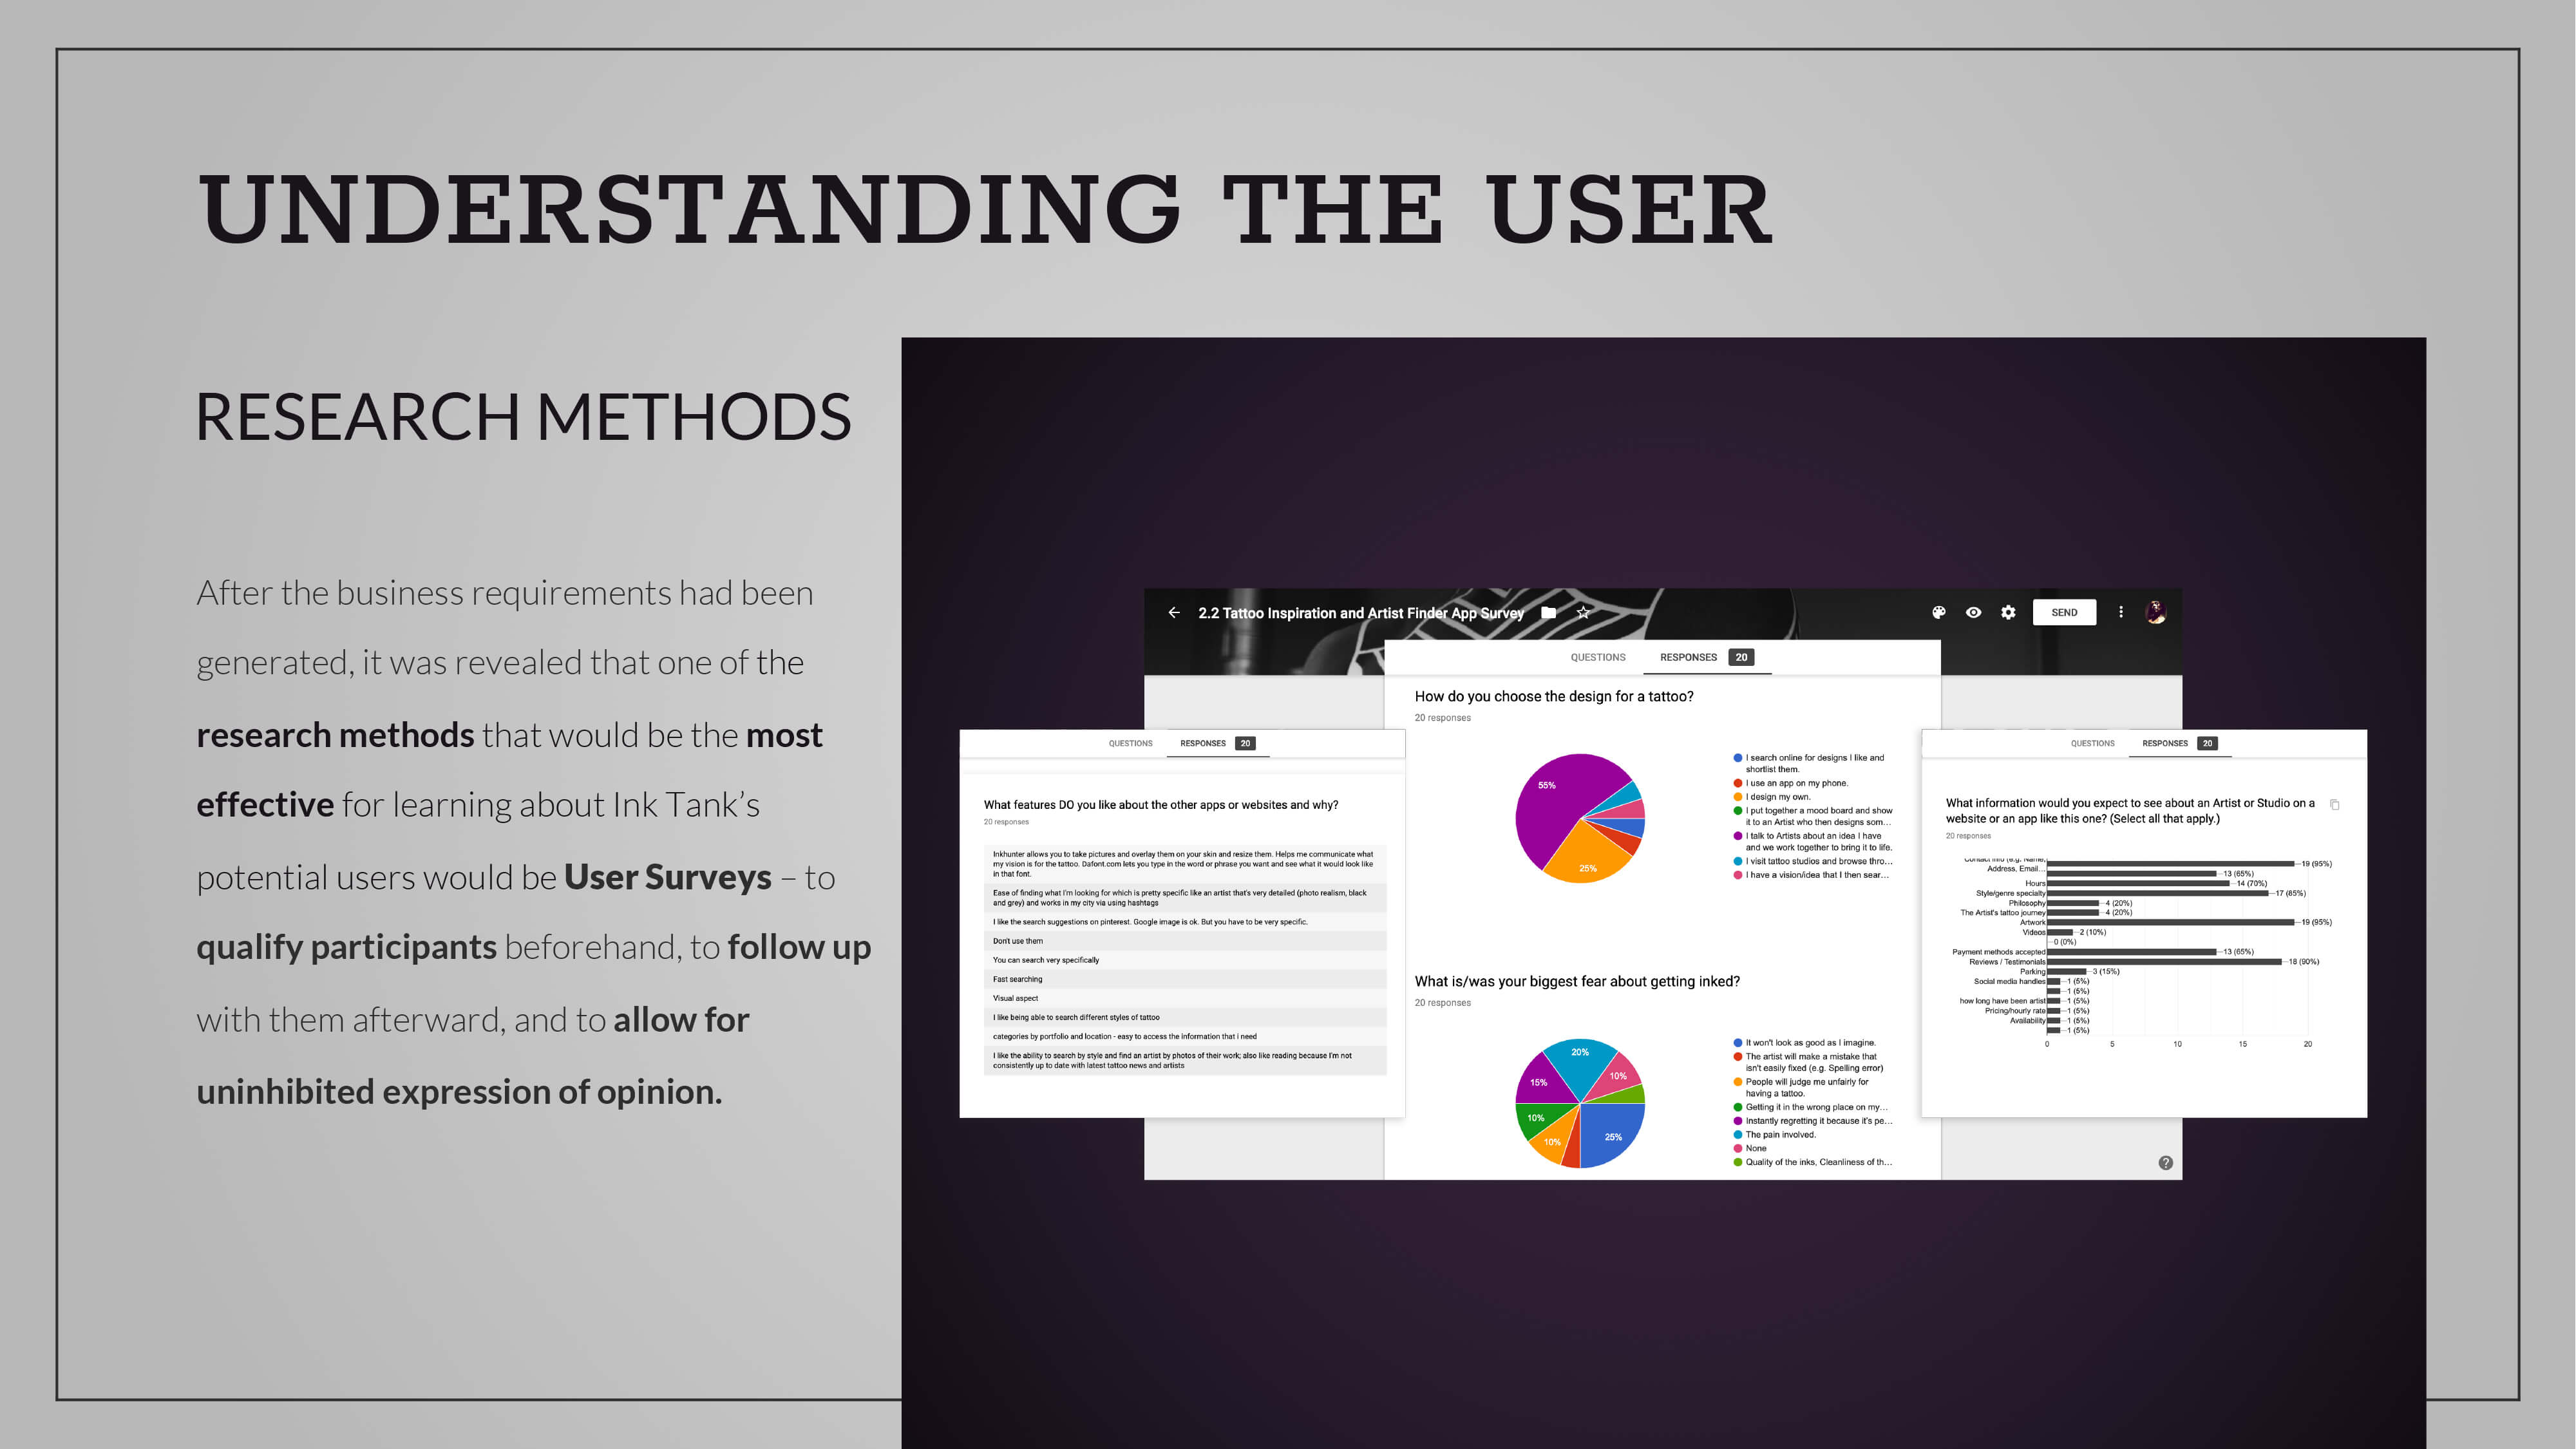 UNDERSTANDING THE USER
RESEARCH METHODS
After the business requirements had been
generated, it was revealed that one of the
research methods that would be the most
effective for learning about Ink Tank’s
potential users would be User Surveys – to
qualify participants beforehand, to follow up
with them afterward, and to allow for
uninhibited expression of opinion.
2.2 Tattoo Inspiration and Artist Finder App Survey
SEND
QUESTIONS RESPONSES 20
How do you choose the design for a tattoo?
20 responses
55%
25%
I search online for designs I like and
shortlist them.
I use an app on my phone.
I design my own.
I put together a mood board and show
it to an Artist who then designs som...
I talk to Artists about an idea I have
and we work together to bring it to life.
I visit tattoo studios and browse thro...
I have a vision/idea that I then sear...
What is/was your biggest fear about getting inked?
20 responses
20%
15%
10%
10%
10%
25%
It won't look as good as I imagine.
The artist will make a mistake that
isn't easily fixed (e.g. Spelling error)
People will judge me unfairly for
having a tattoo.
Getting it in the wrong place on my...
Instantly regretting it because it's pe...
The pain involved.
None
Quality of the inks, Cleanliness of th...
QUESTIONS RESPONSES 20
What features DO you like about the other apps or websites and why?
20 responses
Inkhunter allows you to take pictures and overlay them on your skin and resize them. Helps me communicate what
my vision is for the tattoo. Dafont.com lets you type in the word or phrase you want and see what it would look like
in that font.
Ease of finding what I'm looking for which is pretty specific like an artist that's very detailed (photo realism, black
and grey) and works in my city via using hashtags
I like the search suggestions on pinterest. Google image is ok. But you have to be very specific.
Don't use them
You can search very specifically
Fast searching
Visual aspect
I like being able to search different styles of tattoo
categories by portfolio and location - easy to access the information that i need
I like the ability to search by style and find an artist by photos of their work; also like reading because I'm not
consistently up to date with latest tattoo news and artists
QUESTIONS RESPONSES 20
What information would you expect to see about an Artist or Studio on a
website or an app like this one? (Select all that apply.)
20 responses
Contact info (e.g. Name, 19 (95%)
Address, Email... 13 (65%)
Hours 14 (70%)
Style/genre specialty 17 (85%)
Philosophy 4 (20%)
The Artist's tattoo journey 4 (20%)
Artwork 19 (95%)
Videos 2 (10%)
0 (0%)
Payment methods accepted 13 (65%)
Reviews / Testimonials 18 (90%)
Parking 3 (15%)
Social media handles 1 (5%)
1 (5%)
how long have been artist 1 (5%)
Pricing/hourly rate 1 (5%)
Availability 1 (5%)
1 (5%)
0 5 10 15 20